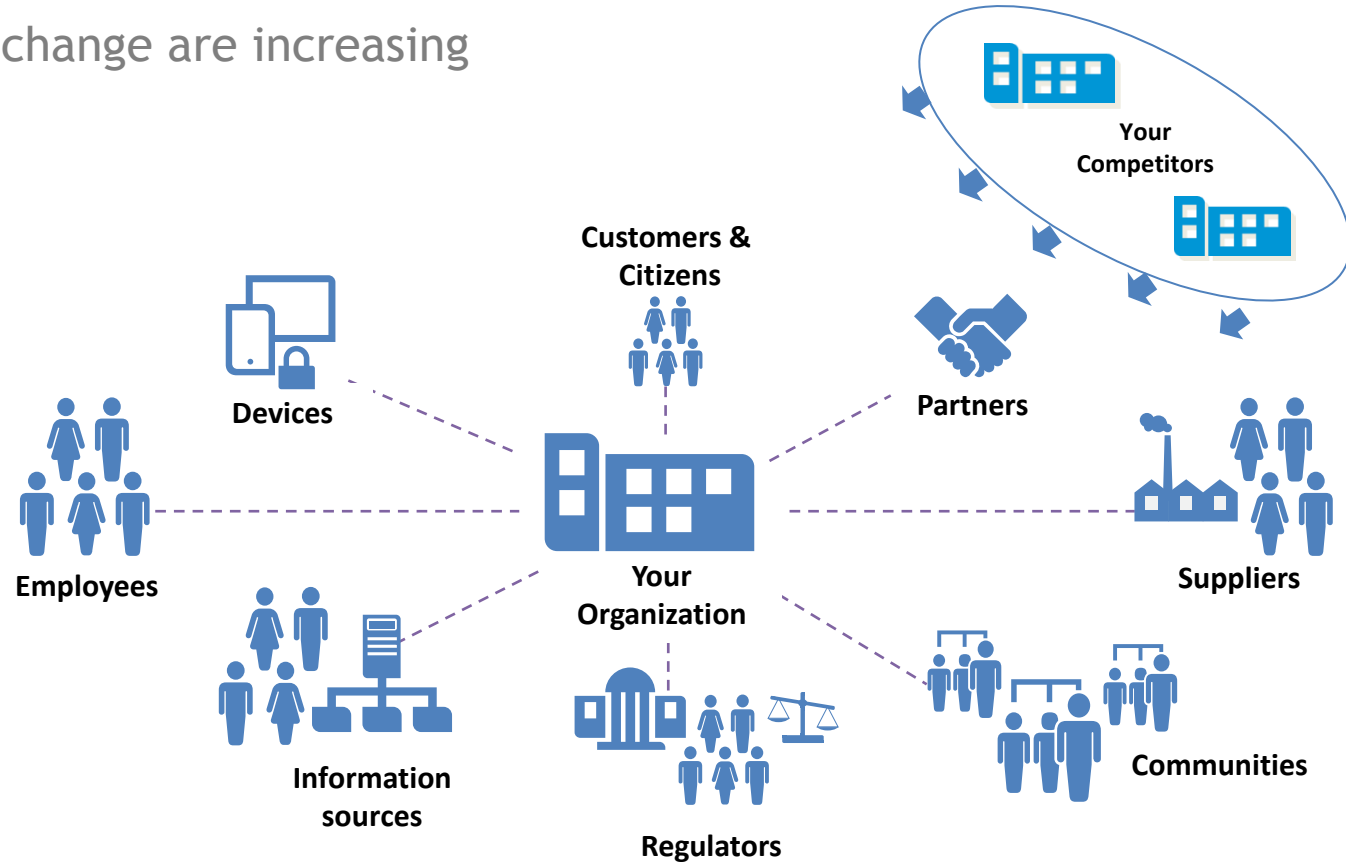 change are increasing
Your
Competitors
Customers &
Citizens
Devices
Partners
Employees
Your
Organization
Suppliers
Information
sources
Communities
Regulators